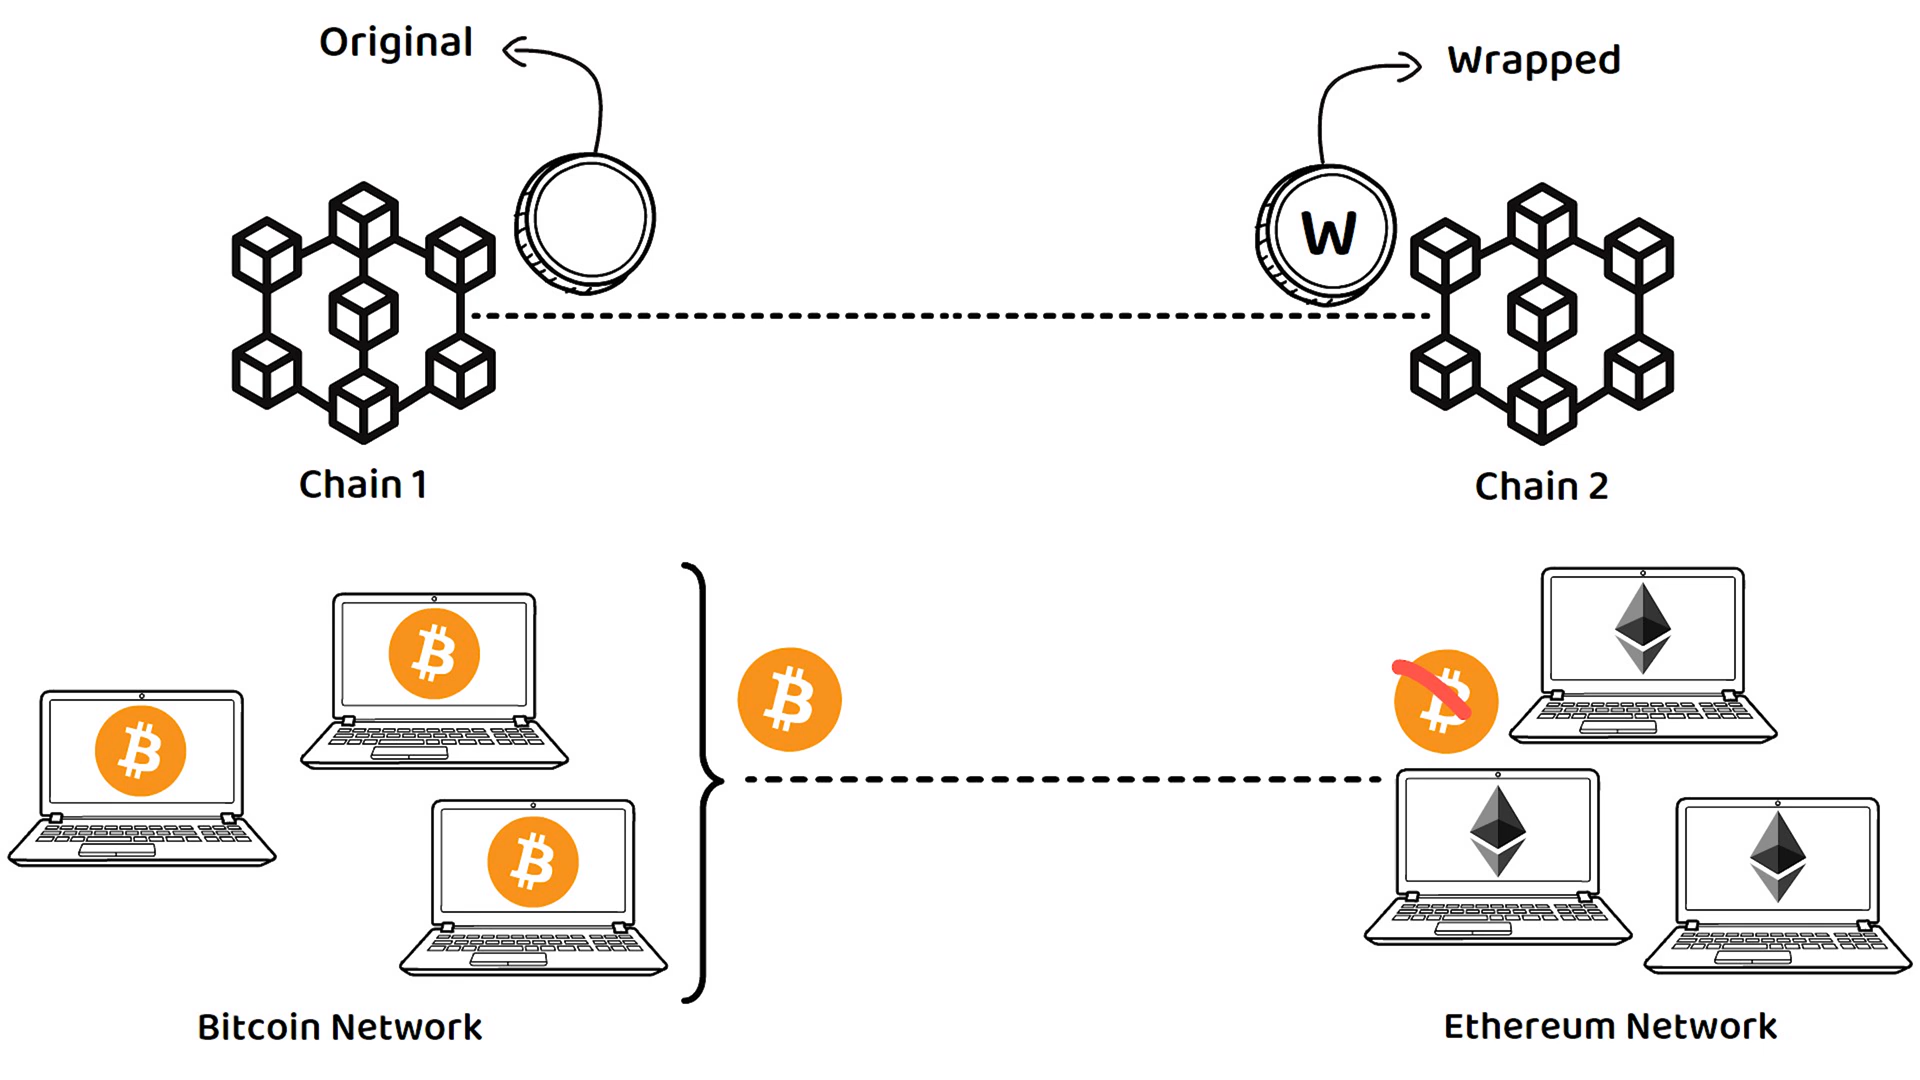 Original
Wrapped
W
Chain 1
Chain 2
Bitcoin Network
Ethereum Network